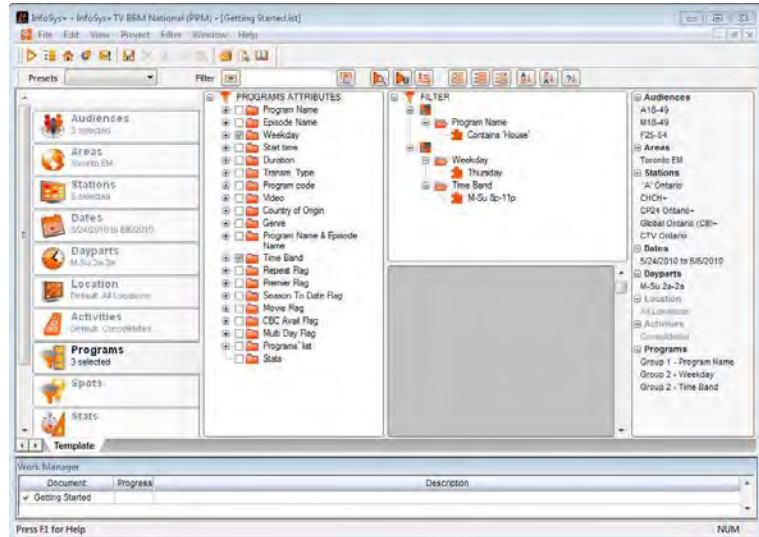 InfoSys+ - InfoSys+ TV BBM National (PPM) - [Getting Started.ist]
File Edit View Project Filter Window Help
Presets
Filter
Audiences
3 selected
Areas
Toronto EM
Stations
5 selected
Dates
5/24/2010 to 6/6/2010
Dayparts
M-Su 2a-2a
Location
Default: All Locations
Activities
Default: Consolidated
Programs
3 selected
Spots
Stats
PROGRAMS ATTRIBUTES
Program Name
Episode Name
Weekday
Start time
Duration
Transm. Type
Program code
Video
Country of Origin
Genre
Program Name & Episode
Name
Time Band
Repeat Flag
Premier Flag
Season To Date Flag
Movie Flag
CBC Avail Flag
Multi Day Flag
Programs' list
Stats
FILTER
Program Name
Contains 'House'
Weekday
Thursday
Time Band
M-Su 8p-11p
Audiences
A18-49
M18-49
F25-54
Areas
Toronto EM
Stations
'A' Ontario
CHCH+
CP24 Ontario+
Global Ontario (CIII)+
CTV Ontario
Dates
5/24/2010 to 6/6/2010
Dayparts
M-Su 2a-2a
Location
All Locations
Activities
Consolidated
Programs
Group 1 - Program Name
Group 2 - Weekday
Group 2 - Time Band
Template
Work Manager
Document Progress Description
Getting Started
Press F1 for Help
NUM